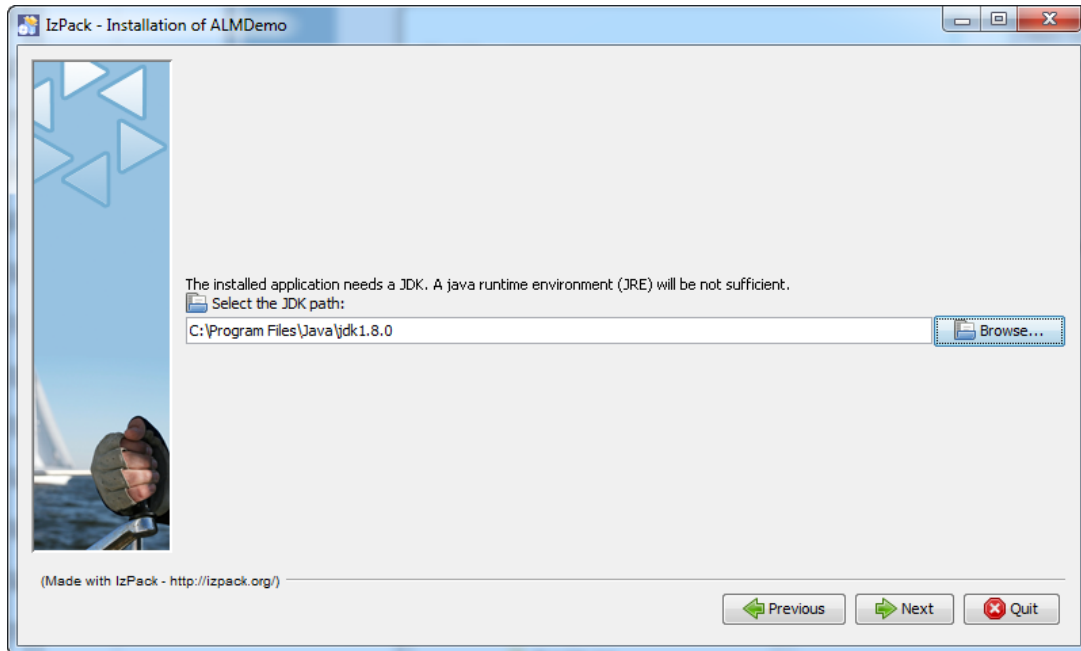 IzPack - Installation of ALMDemo
The installed application needs a JDK. A java runtime environment (JRE) will be not sufficient.
Select the JDK path:
C:\Program Files\Java\jdk1.8.0
Browse...
(Made with IzPack - http://izpack.org/)
Previous
Next
Quit